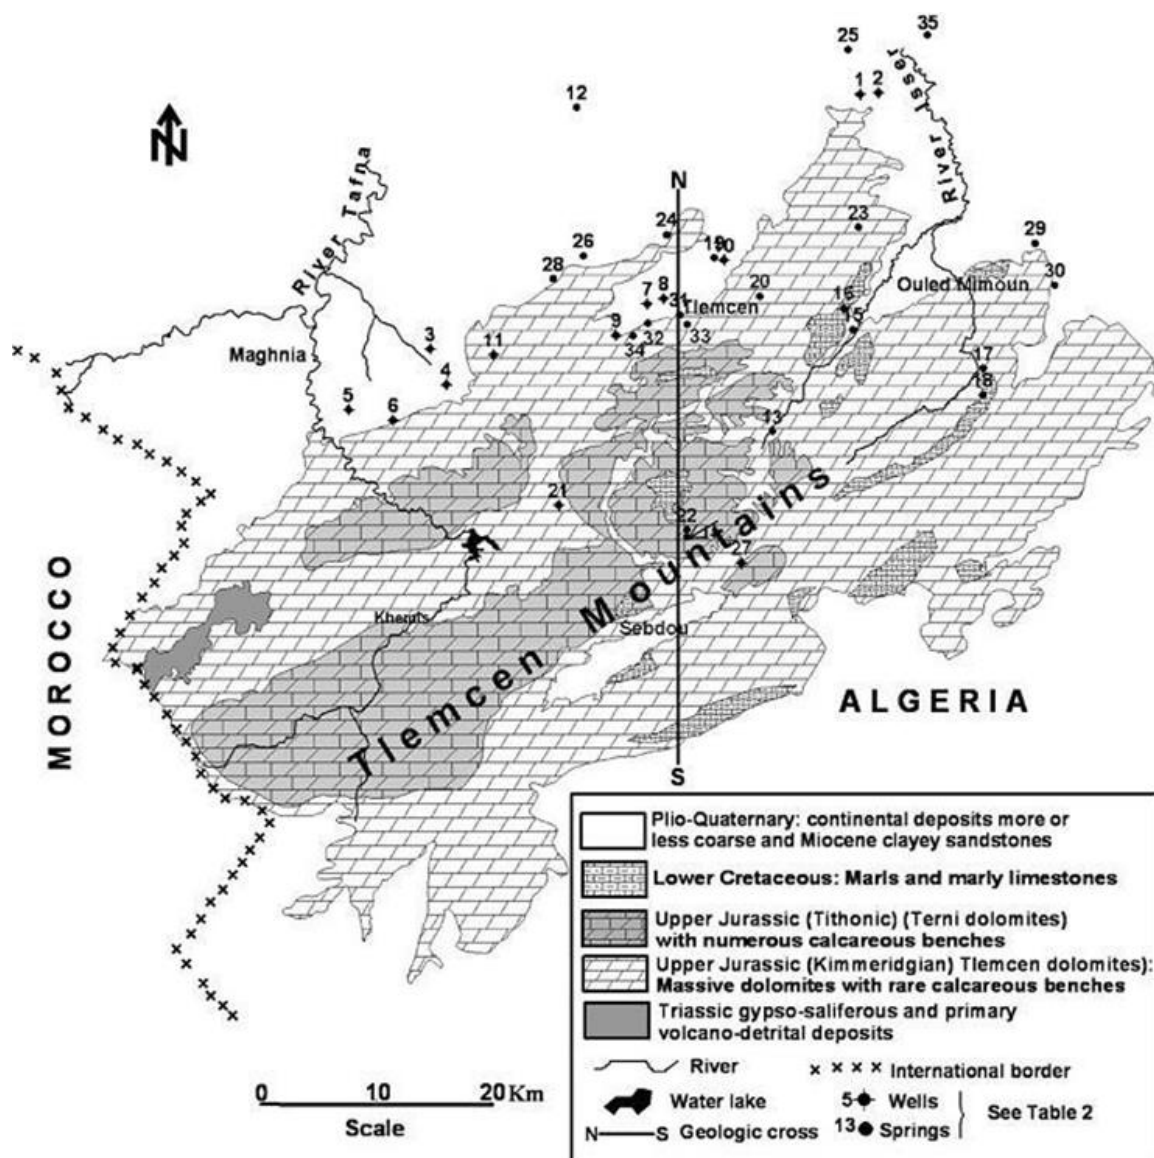 35
25
1 2
12
N
River Isser
River Tafna
N
23
24
29
19 10
26
28
30
20
Ouled Mimoun
8
7
31
Tlemcen
16
15
9
32
33
34
3
11
Maghnia
4
17
18
5
6
13
21
22
27
MOROCCO
Khemis
Sebdou
Tlemcen Mountains
ALGERIA
S
Plio-Quaternary: continental deposits more or
less coarse and Miocene clayey sandstones
Lower Cretaceous: Marls and marly limestones
Upper Jurassic (Tithonic) (Terni dolomites)
with numerous calcareous benches
Upper Jurassic (Kimmeridgian) Tlemcen dolomites):
Massive dolomites with rare calcareous benches
Triassic gypso-saliferous and primary
volcano-detrital deposits
River
International border
Water lake
5 Wells
See Table 2
N S Geologic cross
13 Springs
0 10 20 Km
Scale